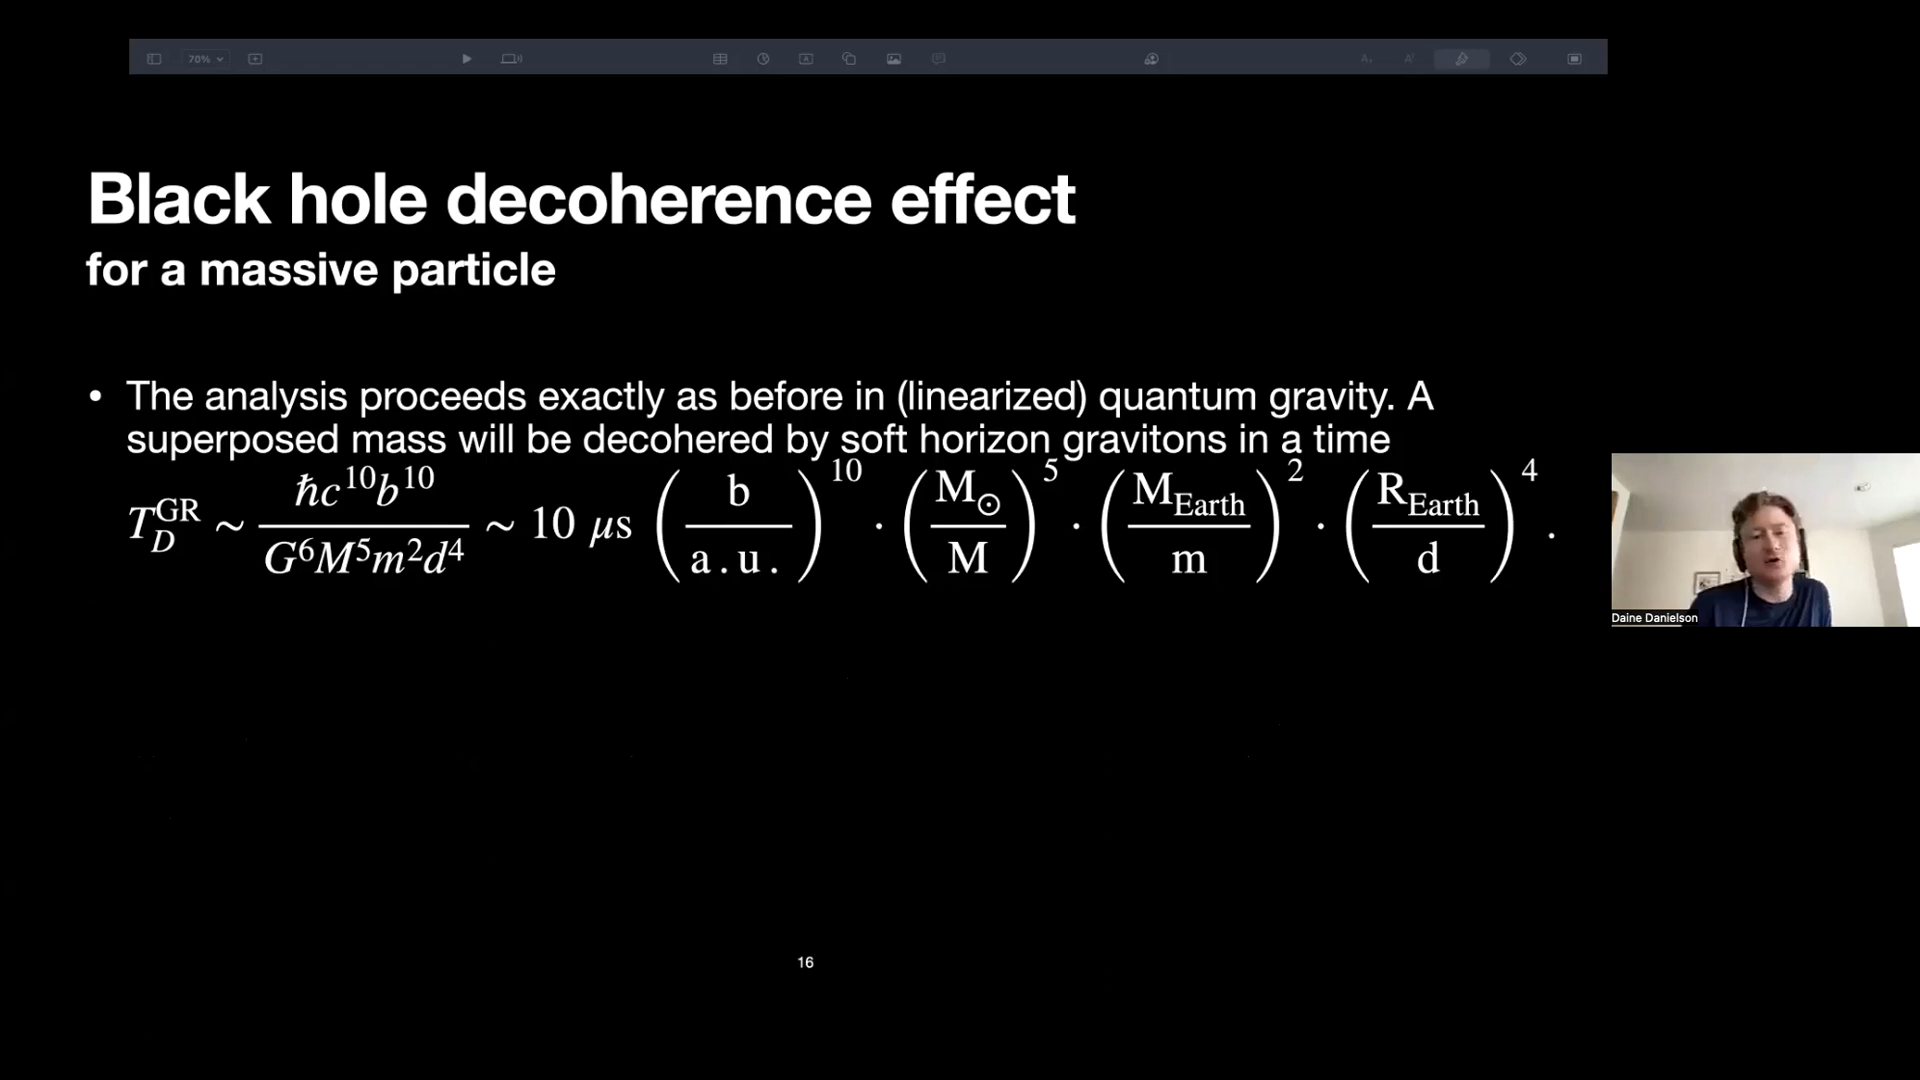 70%
Black hole decoherence effect
for a massive particle
• The analysis proceeds exactly as before in (linearized) quantum gravity. A
superposed mass will be decohered by soft horizon gravitons in a time
T_D^GR ~ ħc^10 b^10 / G^6 M^5 m^2 d^4 ~ 10 μs (b / a.u.)^10 · (M_⊙ / M)^5 · (M_Earth / m)^2 · (R_Earth / d)^4 .
Daine Danielson
16